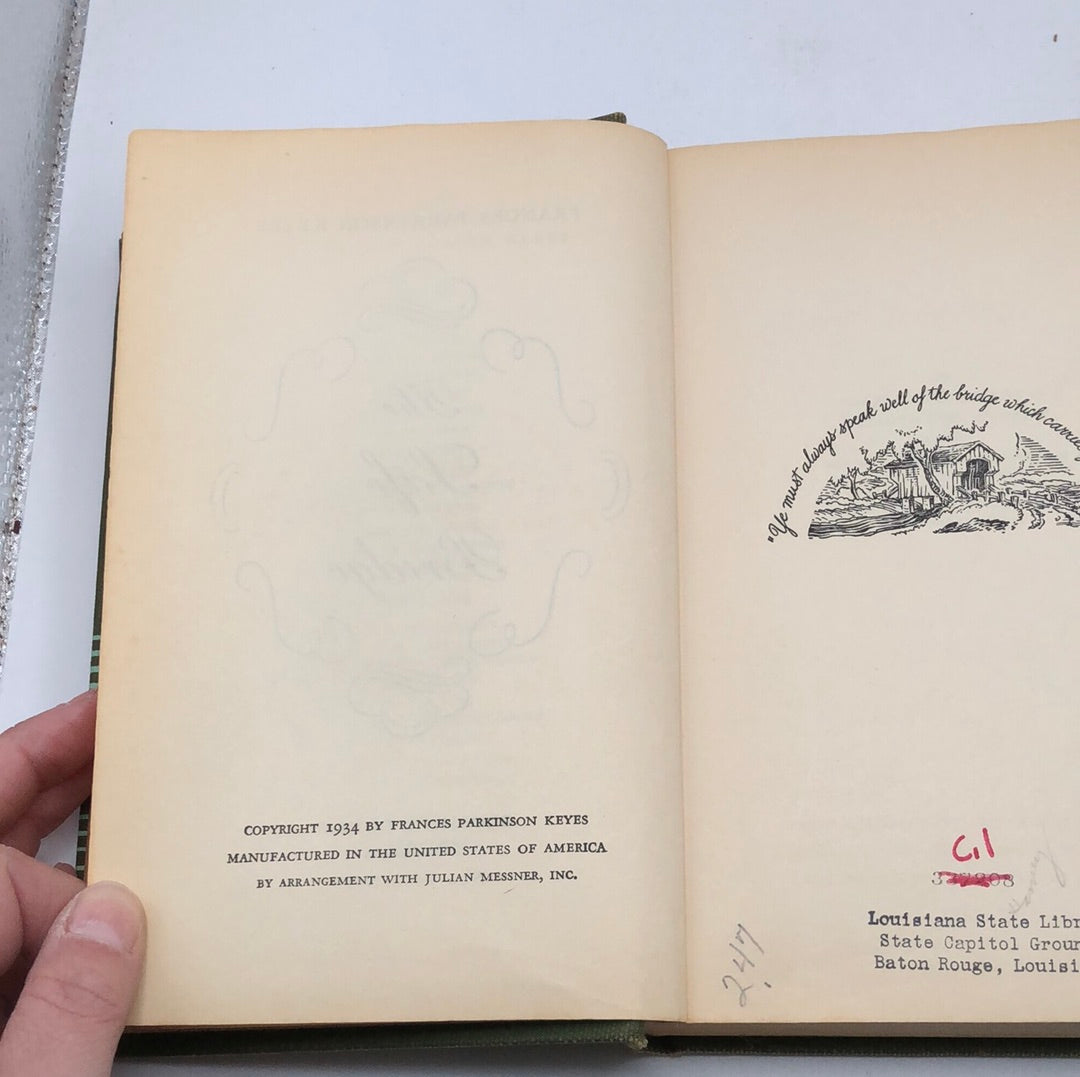 COPYRIGHT 1934 BY FRANCES PARKINSON KEYES
MANUFACTURED IN THE UNITED STATES OF AMERICA
BY ARRANGEMENT WITH JULIAN MESSNER, INC.
"Ye must always speak well of the bridge which carried
C.1
Louisiana State Libr
State Capitol Groun
Baton Rouge, Louisi
247